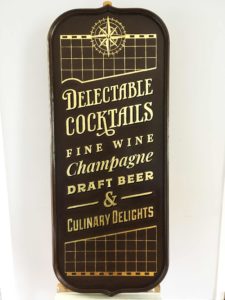 DELECTABLE
COCKTAILS
FINE WINE
Champagne
DRAFT BEER
&
CULINARY DELIGHTS